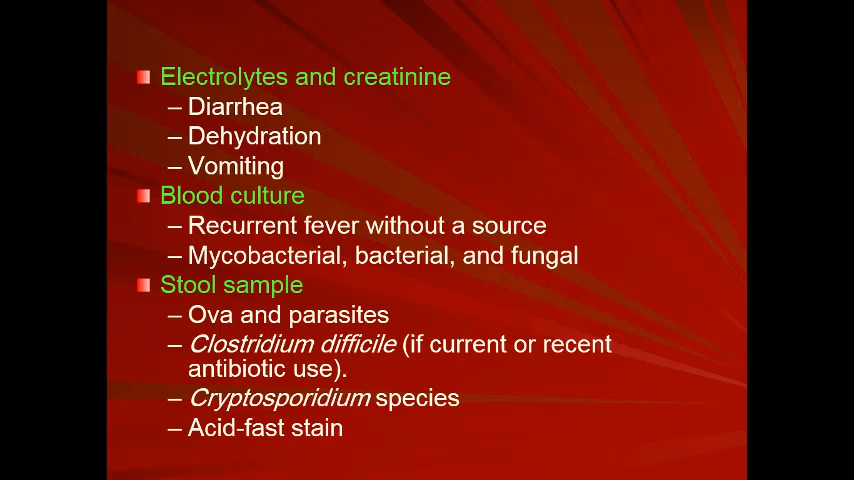 Electrolytes and creatinine
– Diarrhea
– Dehydration
– Vomiting
Blood culture
– Recurrent fever without a source
– Mycobacterial, bacterial, and fungal
Stool sample
– Ova and parasites
– Clostridium difficile (if current or recent
antibiotic use).
– Cryptosporidium species
– Acid-fast stain